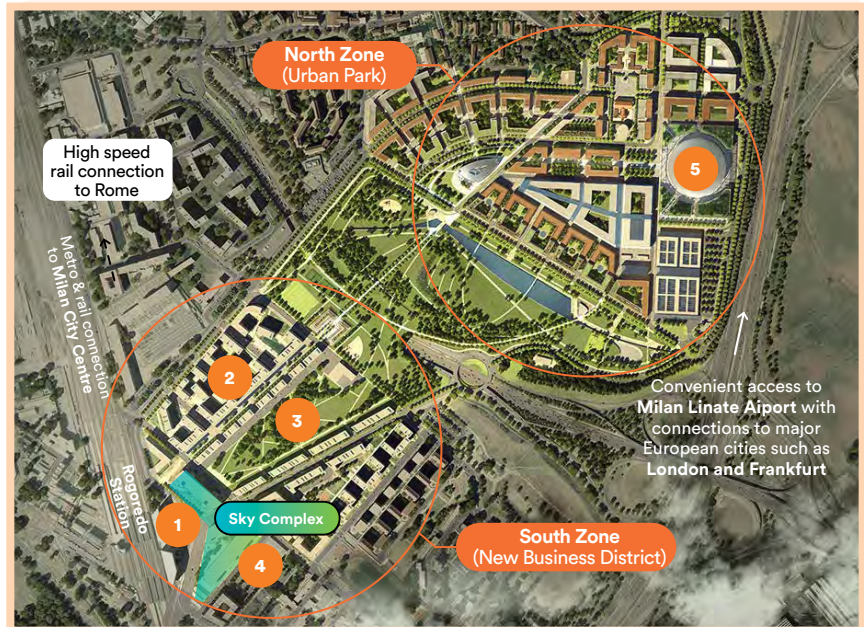 North Zone
(Urban Park)
High speed
rail connection
to Rome
5
Metro & rail connection
to Milan City Centre
2
3
Convenient access to
Milan Linate Aiport with
connections to major
European cities such as
London and Frankfurt
Rogoredo
Station
1
Sky Complex
4
South Zone
(New Business District)